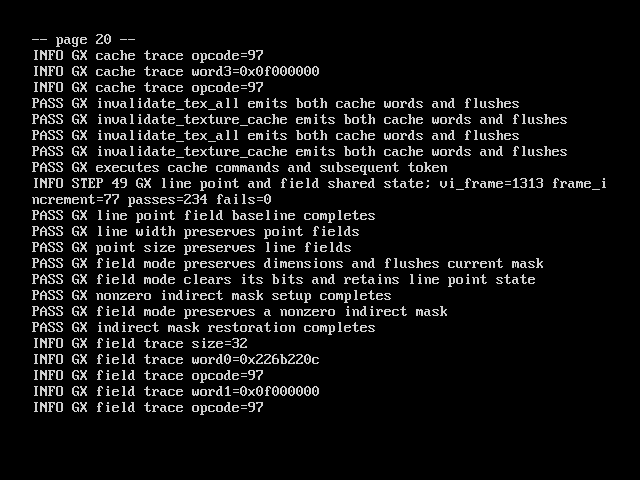 -- page 20 --
INFO GX cache trace opcode=97
INFO GX cache trace word3=0x0f000000
INFO GX cache trace opcode=97
PASS GX invalidate_tex_all emits both cache words and flushes
PASS GX invalidate_texture_cache emits both cache words and flushes
PASS GX invalidate_tex_all emits both cache words and flushes
PASS GX invalidate_texture_cache emits both cache words and flushes
PASS GX executes cache commands and subsequent token
INFO STEP 49 GX line point and field shared state; vi_frame=1313 frame_i
ncrement=77 passes=234 fails=0
PASS GX line point field baseline completes
PASS GX line width preserves point fields
PASS GX point size preserves line fields
PASS GX field mode preserves dimensions and flushes current mask
PASS GX field mode clears its bits and retains line point state
PASS GX nonzero indirect mask setup completes
PASS GX field mode preserves a nonzero indirect mask
PASS GX indirect mask restoration completes
INFO GX field trace size=32
INFO GX field trace word0=0x226b220c
INFO GX field trace opcode=97
INFO GX field trace word1=0x0f000000
INFO GX field trace opcode=97